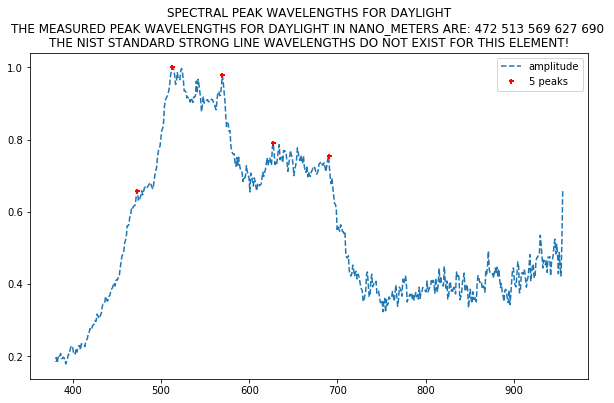 SPECTRAL PEAK WAVELENGTHS FOR DAYLIGHT
THE MEASURED PEAK WAVELENGTHS FOR DAYLIGHT IN NANO_METERS ARE: 472 513 569 627 690
THE NIST STANDARD STRONG LINE WAVELENGTHS DO NOT EXIST FOR THIS ELEMENT!
amplitude
5 peaks
1.0
0.8
0.6
0.4
0.2
400 500 600 700 800 900